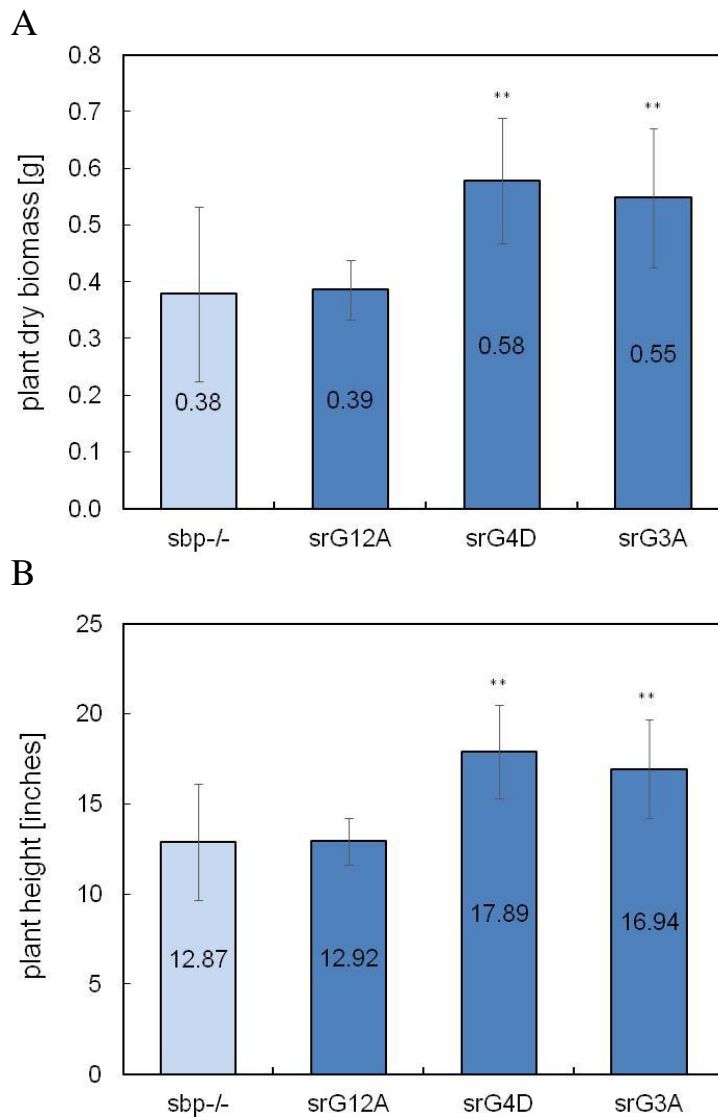 A
plant dry biomass [g]
0.8
0.7
0.6
0.5
0.4
0.3
0.2
0.1
0.0
** **
0.38 0.39 0.58 0.55
sbp-/- srG12A srG4D srG3A
B
plant height [inches]
25
20
15
10
5
0
** **
12.87 12.92 17.89 16.94
sbp-/- srG12A srG4D srG3A